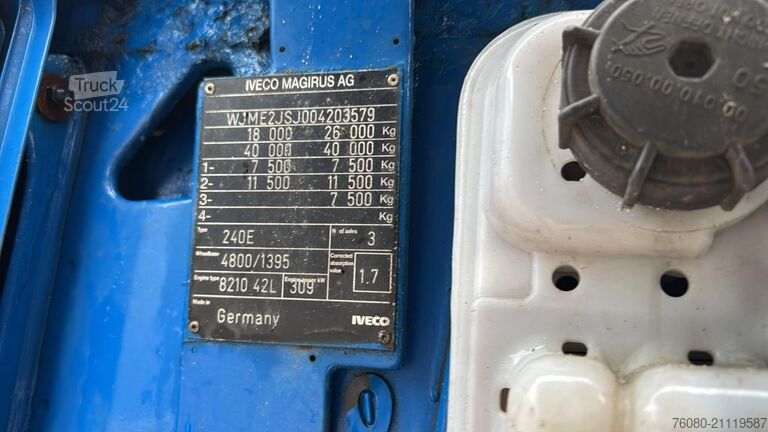 Truck
Scout24
IVECO MAGIRUS AG
WJME2JSJ004203579
18 000 26 000 Kg
40 000 40 000 Kg
1- 7 500 7 500 Kg
2- 11 500 11 500 Kg
3- 7 500 Kg
4- Kg
Type 240E N of axles 3
Wheelbase 4800/1395 Corrected absorption value 1.7
Engine type 8210.42L Engine power kW 309
Made in Germany IVECO
76080-21119587